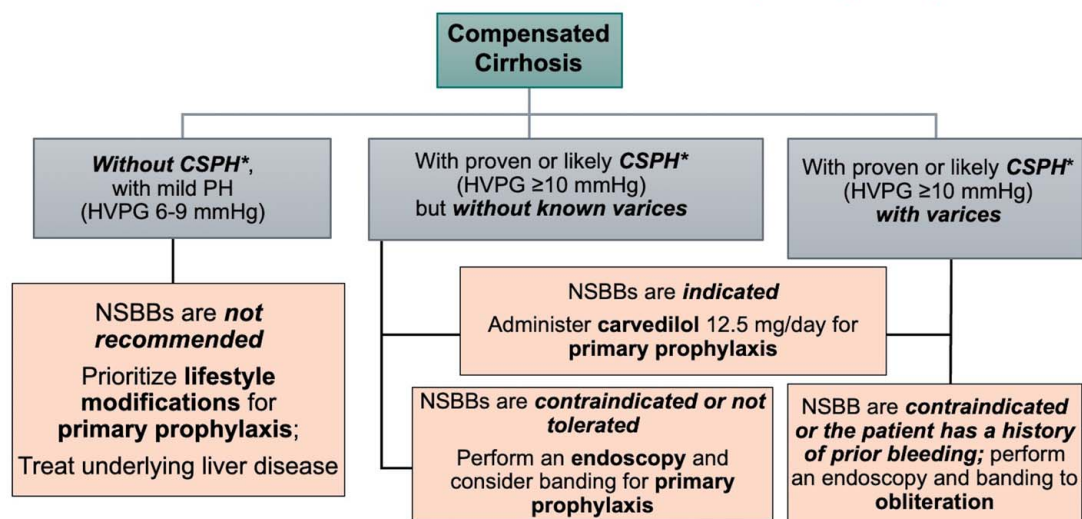 Compensated
Cirrhosis
Without CSPH*,
with mild PH
(HVPG 6-9 mmHg)
With proven or likely CSPH*
(HVPG ≥10 mmHg)
but without known varices
With proven or likely CSPH*
(HVPG ≥10 mmHg)
with varices
NSBBs are not
recommended
Prioritize lifestyle
modifications for
primary prophylaxis;
Treat underlying liver disease
NSBBs are indicated
Administer carvedilol 12.5 mg/day for
primary prophylaxis
NSBBs are contraindicated or not
tolerated
Perform an endoscopy and
consider banding for primary
prophylaxis
NSBB are contraindicated
or the patient has a history
of prior bleeding; perform
an endoscopy and banding to
obliteration